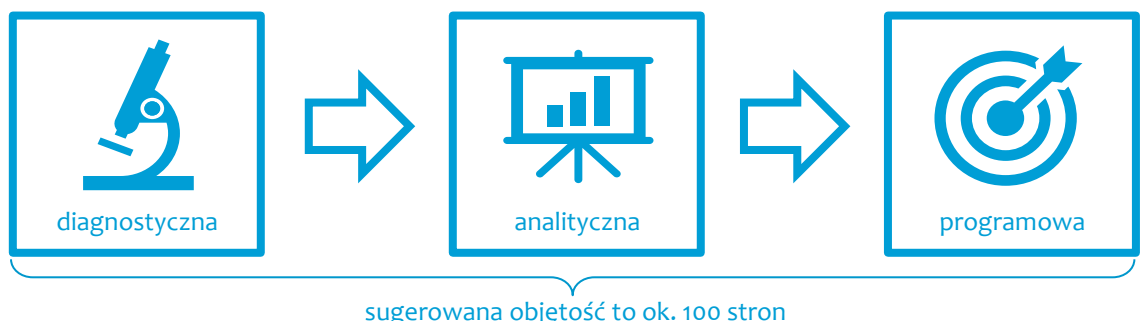 diagnostyczna
analityczna
programowa
sugerowana objętość to ok. 100 stron